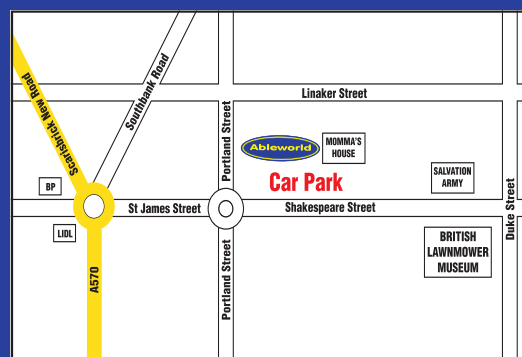 Scarisbrick New Road
Southbank Road
Linaker Street
Portland Street
Ableworld
MOMMA'S
HOUSE
Car Park
SALVATION
ARMY
BP
St James Street
Shakespeare Street
Duke Street
LIDL
BRITISH
LAWNMOWER
MUSEUM
A570
Portland Street